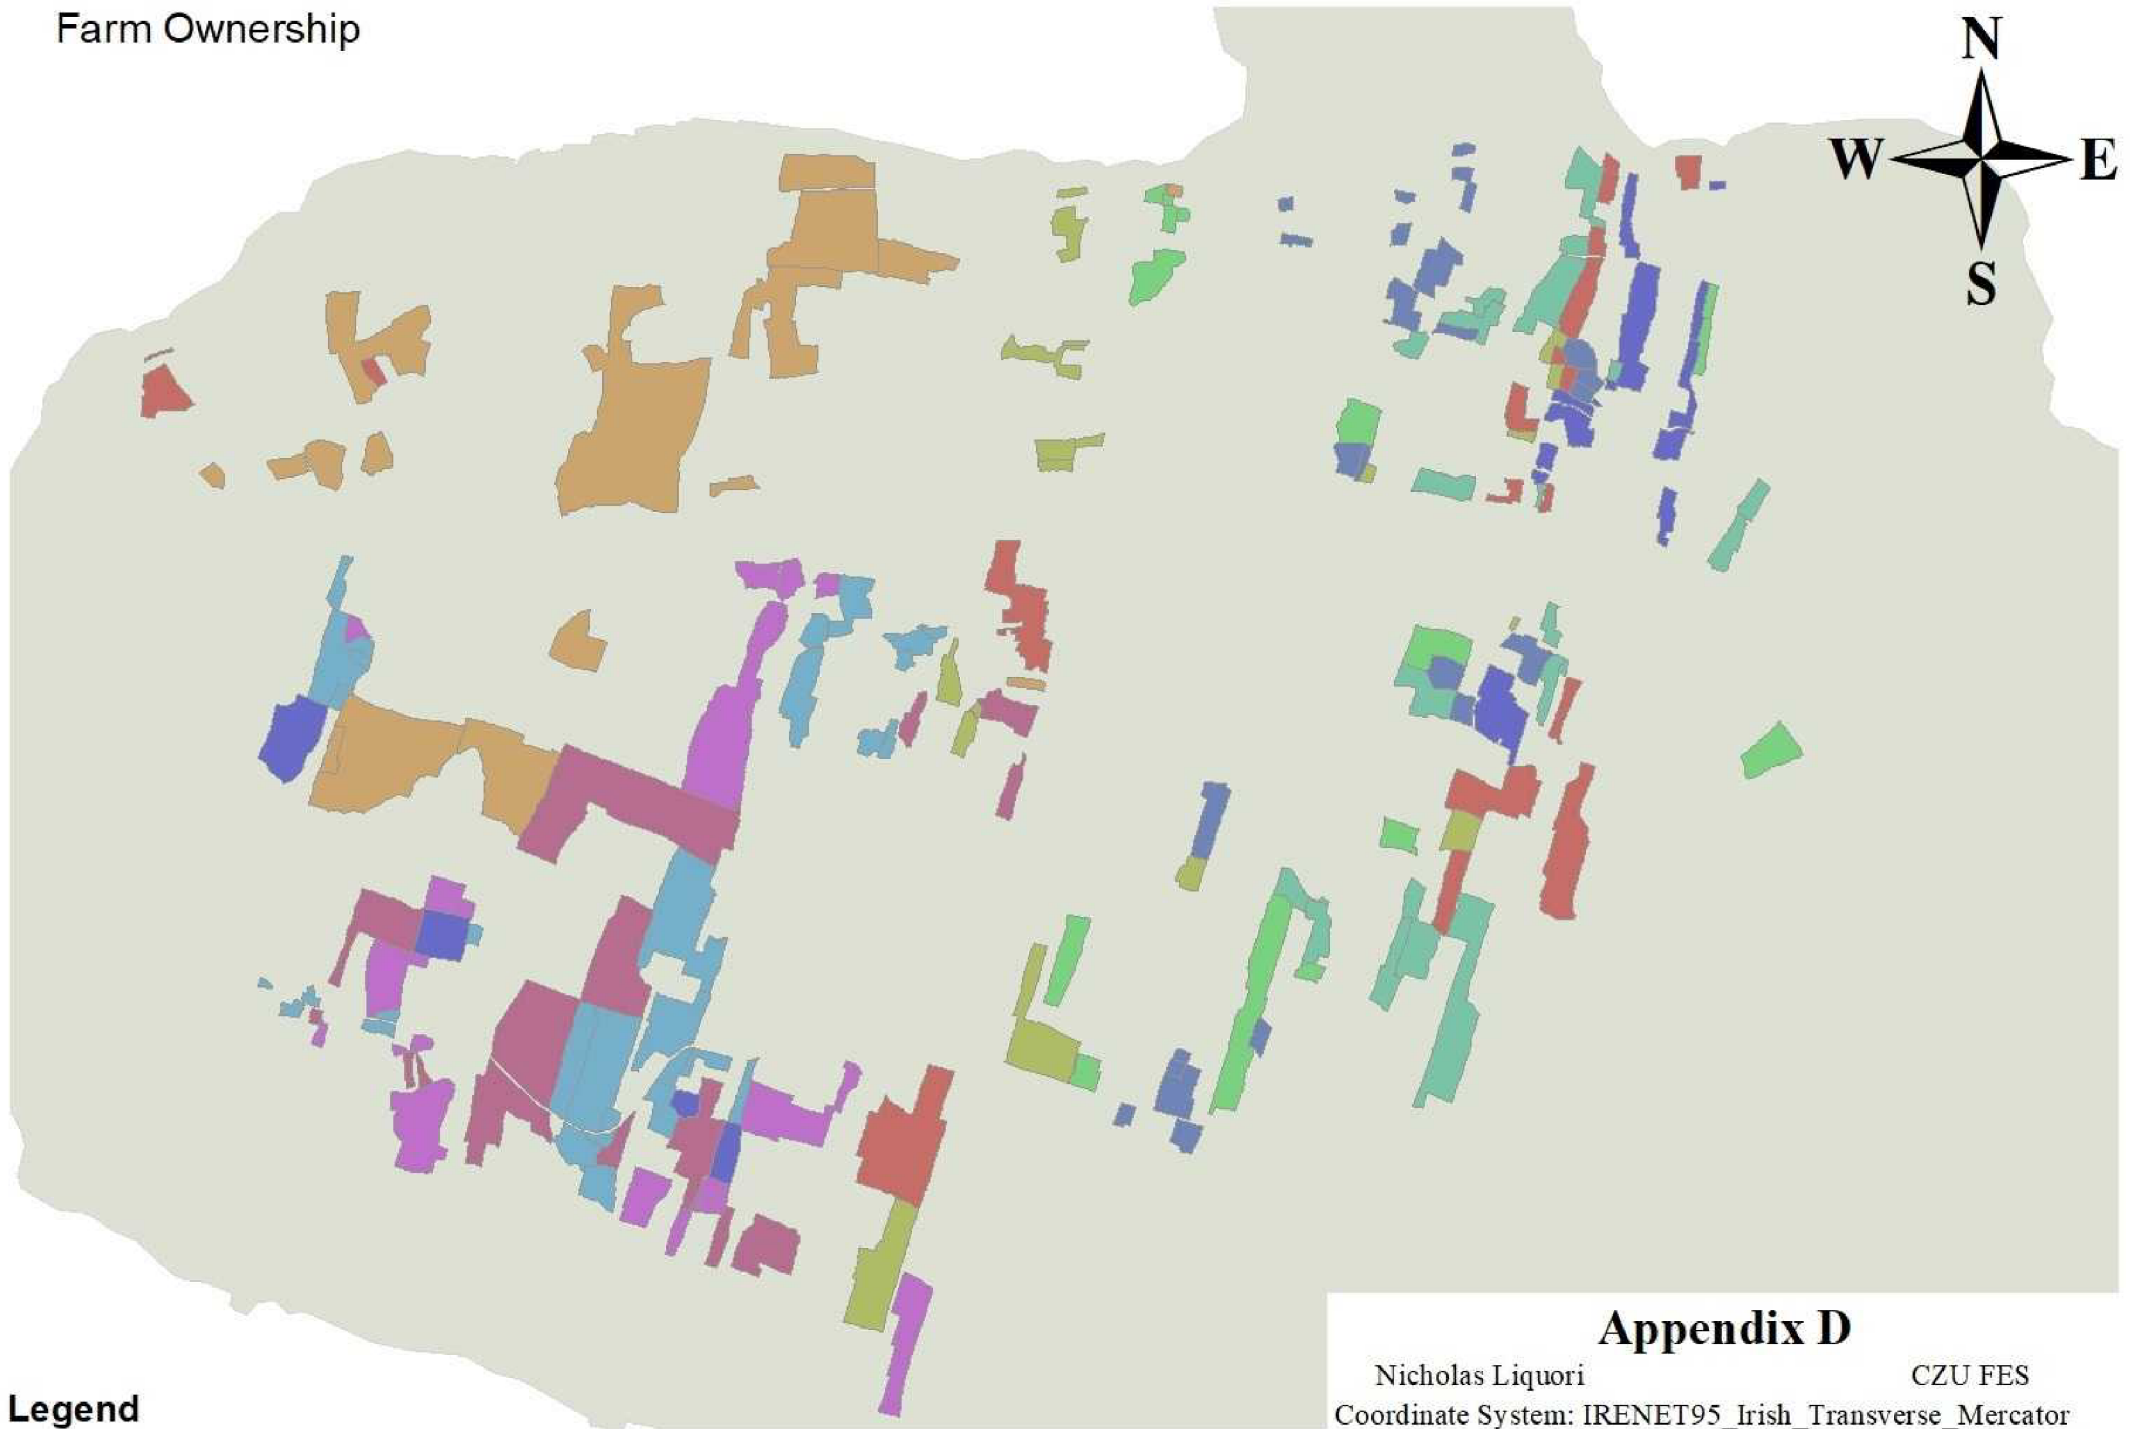 Farm Ownership
N
W E
S
Appendix D
Nicholas Liquori CZU FES
Coordinate System: IRENET95_Irish_Transverse_Mercator
Legend